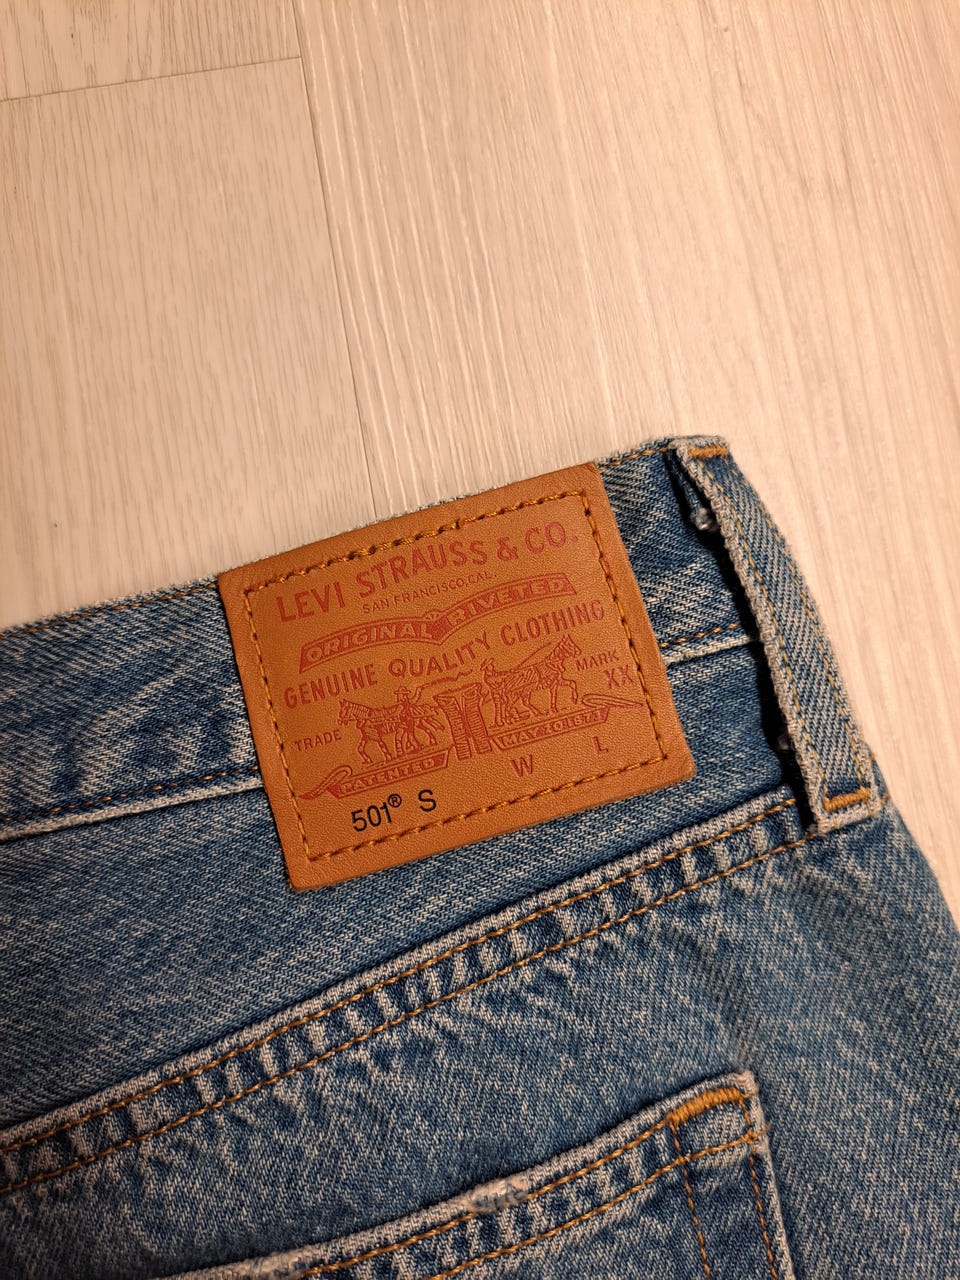 LEVI STRAUSS & CO.
SAN FRANCISCO, CAL.
ORIGINAL RIVETED
GENUINE QUALITY CLOTHING
TRADE MARK
XX
PATENTED MAY 20 1873
W L
501® S